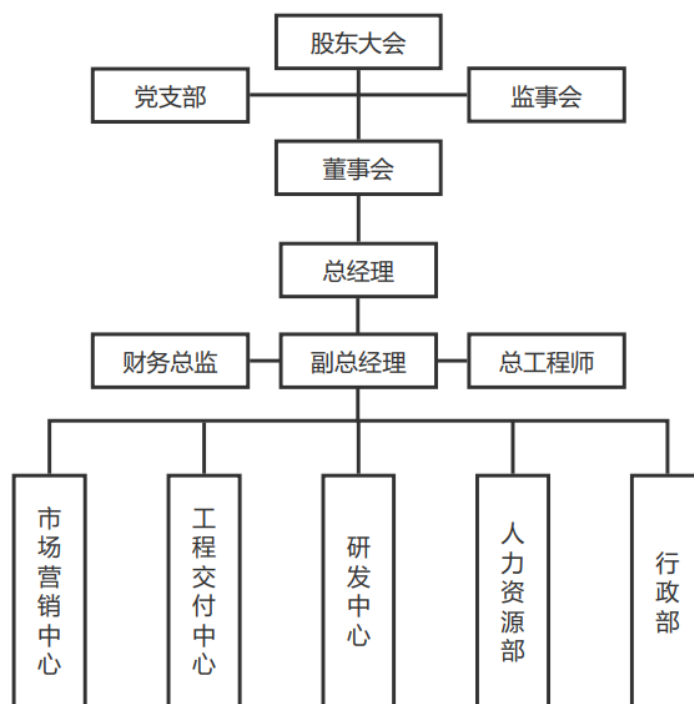 股东大会
党支部
监事会
董事会
总经理
财务总监
副总经理
总工程师
市场营销中心
工程交付中心
研发中心
人力资源部
行政部